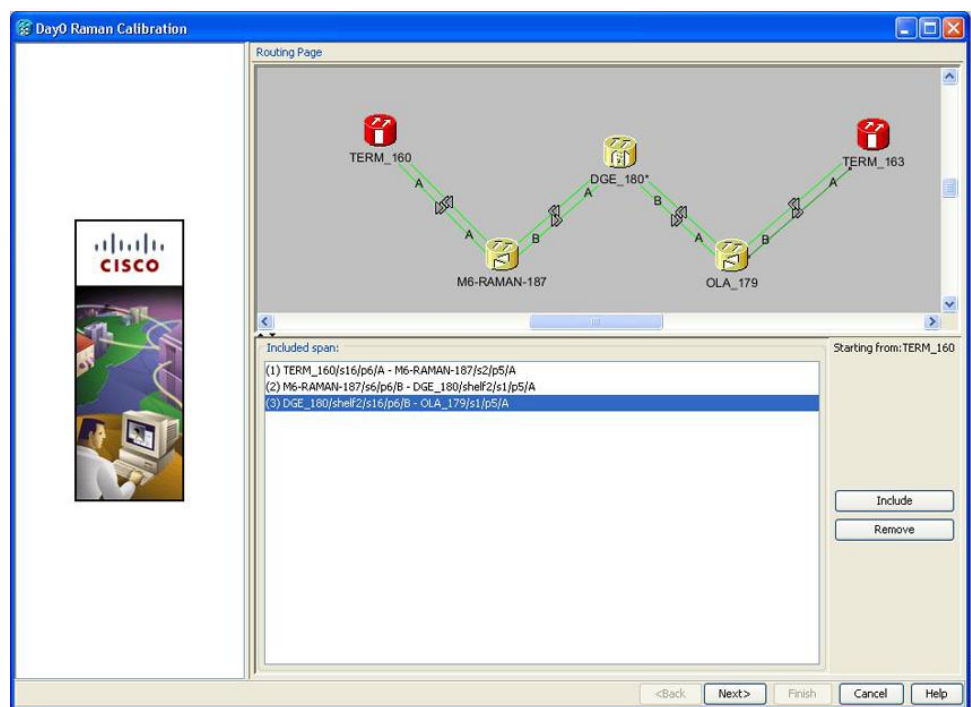 Day0 Raman Calibration
Routing Page
TERM_160
DGE_180*
TERM_163
A
A
B
A
B
A
B
A
M6-RAMAN-187
OLA_179
CISCO
Included span:
Starting from:TERM_160
(1) TERM_160/s16/p6/A - M6-RAMAN-187/s2/p5/A
(2) M6-RAMAN-187/s6/p6/B - DGE_180/shelf2/s1/p5/A
(3) DGE_180/shelf2/s16/p6/B - OLA_179/s1/p5/A
Include
Remove
<Back
Next>
Finish
Cancel
Help